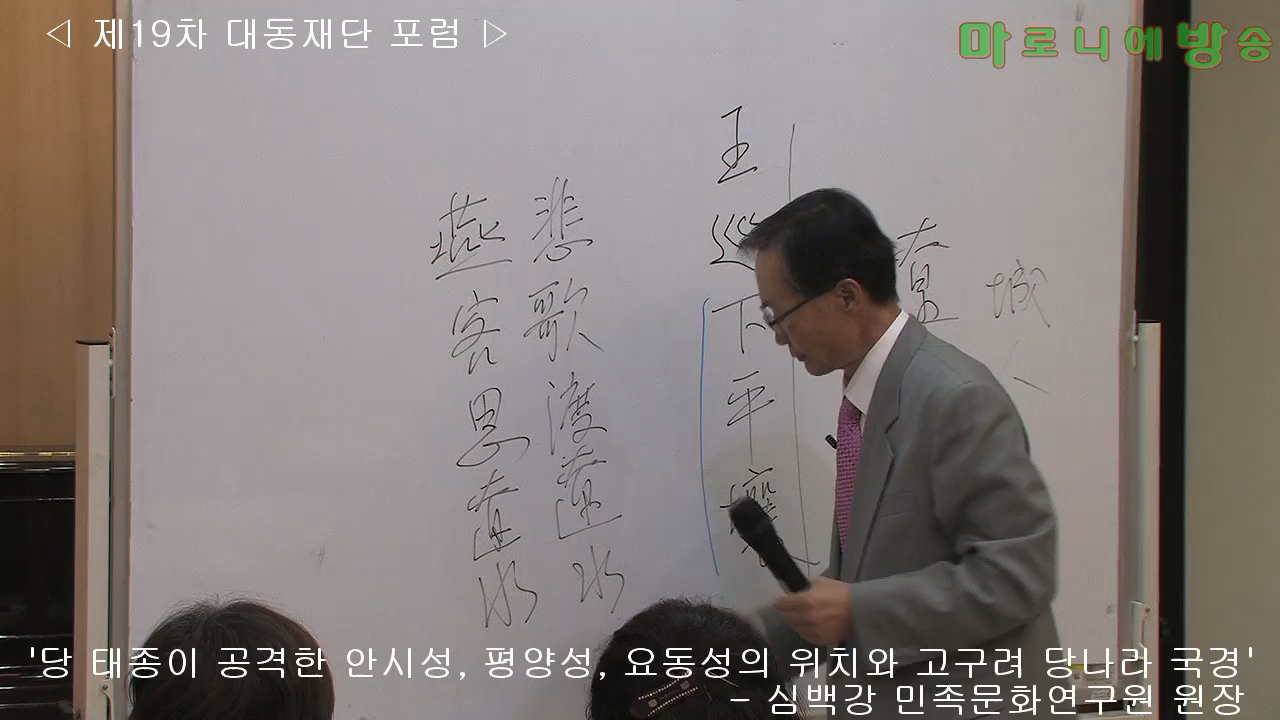 ◁ 제19차 대동재단 포럼 ▷
마로니에방송
城
王巡下平壤
悲歌渡遼水
燕客思遼水
'당 태종이 공격한 안시성, 평양성, 요동성의 위치와 고구려 당나라 국경'
- 심백강 민족문화연구원 원장